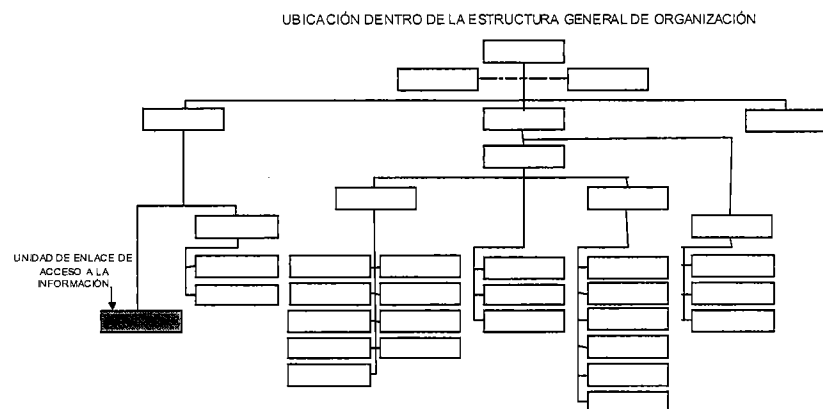 UBICACIÓN DENTRO DE LA ESTRUCTURA GENERAL DE ORGANIZACIÓN
UNIDAD DE ENLACE DE
ACCESO A LA
INFORMACIÓN